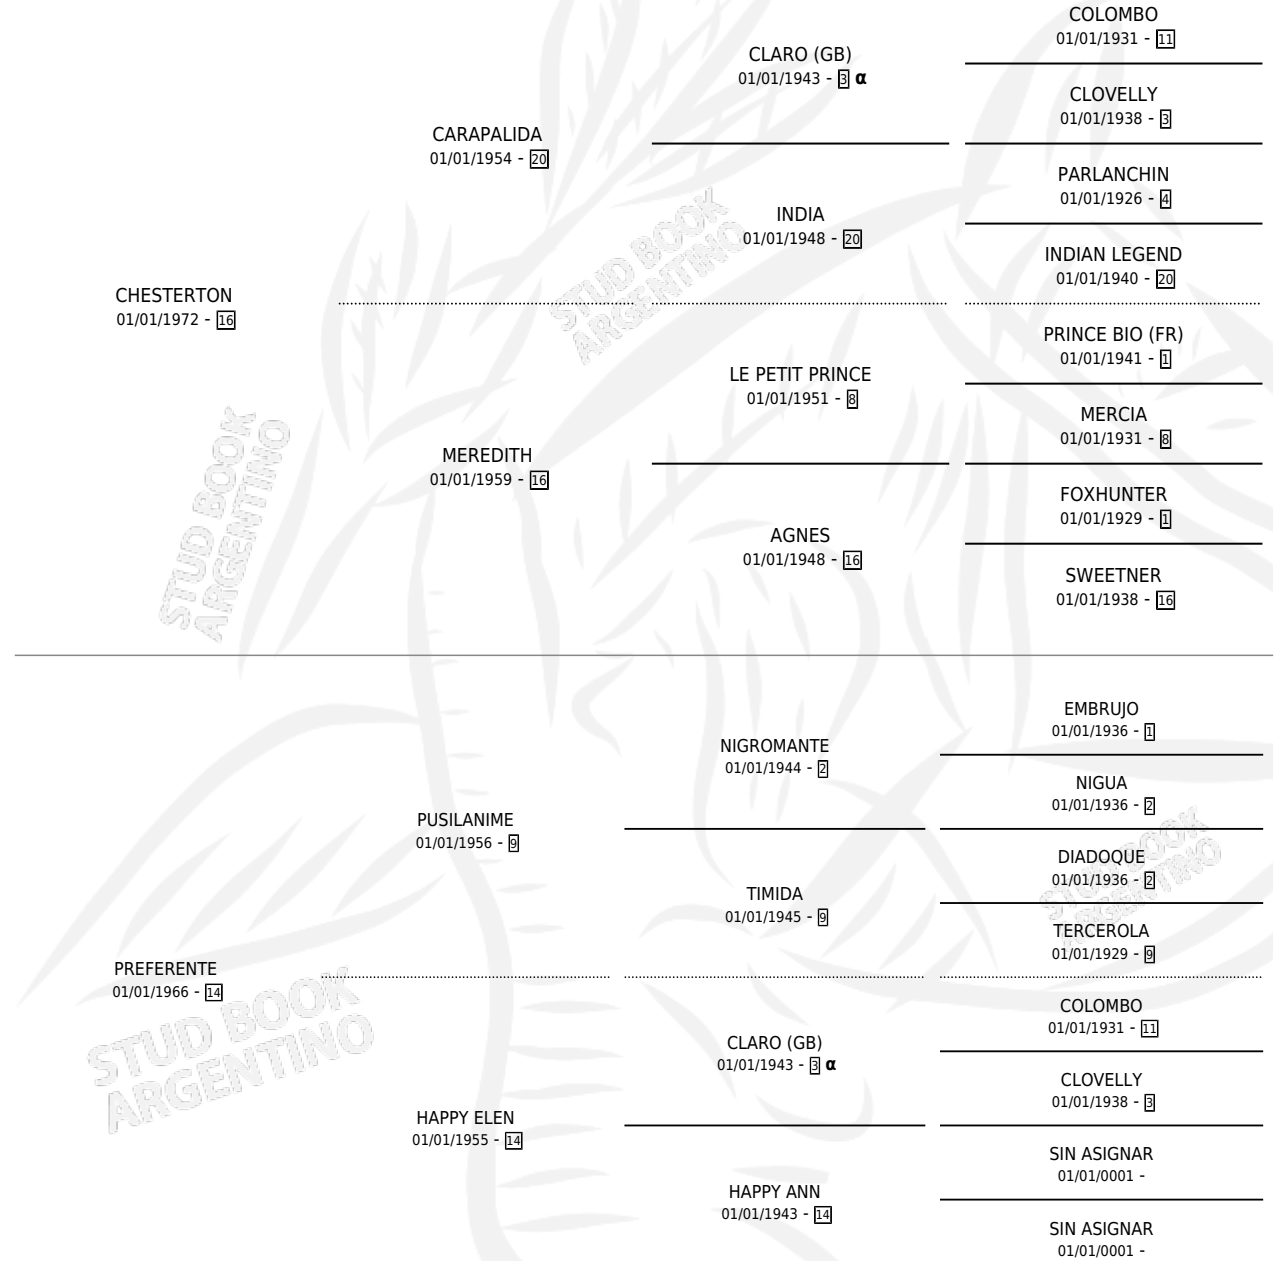 COLOMBO
01/01/1931 - 11
CLARO (GB)
01/01/1943 - 3 α
CLOVELLY
01/01/1938 - 3
CARAPALIDA
01/01/1954 - 20
PARLANCHIN
01/01/1926 - 4
INDIA
01/01/1948 - 20
INDIAN LEGEND
01/01/1940 - 20
CHESTERTON
01/01/1972 - 16
PRINCE BIO (FR)
01/01/1941 - 1
LE PETIT PRINCE
01/01/1951 - 8
MERCIA
01/01/1931 - 8
MEREDITH
01/01/1959 - 16
FOXHUNTER
01/01/1929 - 1
AGNES
01/01/1948 - 16
SWEETNER
01/01/1938 - 16
STUD BOOK
ARGENTINO
STUD BOOK
ARGENTINO
EMBRUJO
01/01/1936 - 1
NIGROMANTE
01/01/1944 - 2
NIGUA
01/01/1936 - 2
PUSILANIME
01/01/1956 - 9
DIADOQUE
01/01/1936 - 2
TIMIDA
01/01/1945 - 9
TERCEROLA
01/01/1929 - 9
PREFERENTE
01/01/1966 - 14
COLOMBO
01/01/1931 - 11
CLARO (GB)
01/01/1943 - 3 α
CLOVELLY
01/01/1938 - 3
HAPPY ELEN
01/01/1955 - 14
SIN ASIGNAR
01/01/0001 -
HAPPY ANN
01/01/1943 - 14
SIN ASIGNAR
01/01/0001 -
STUD BOOK
ARGENTINO
STUD BOOK
ARGENTINO